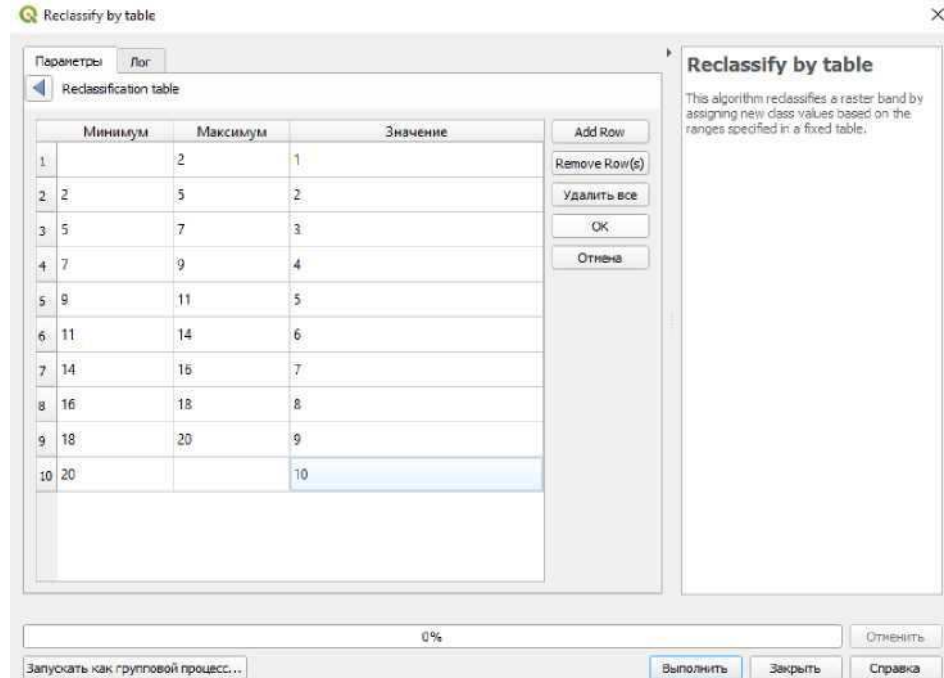 Reclassify by table
Параметры Лог
Reclassification table
Минимум Максимум Значение
1 2 1
2 2 5 2
3 5 7 3
4 7 9 4
5 9 11 5
6 11 14 6
7 14 16 7
8 16 18 8
9 18 20 9
10 20 10
Add Row
Remove Row(s)
Удалить все
OK
Отмена
Reclassify by table
This algorithm reclassifies a raster band by
assigning new class values based on the
ranges specified in a fixed table.
0%
Отменить
Запускать как групповой процесс...
Выполнить Закрыть Справка